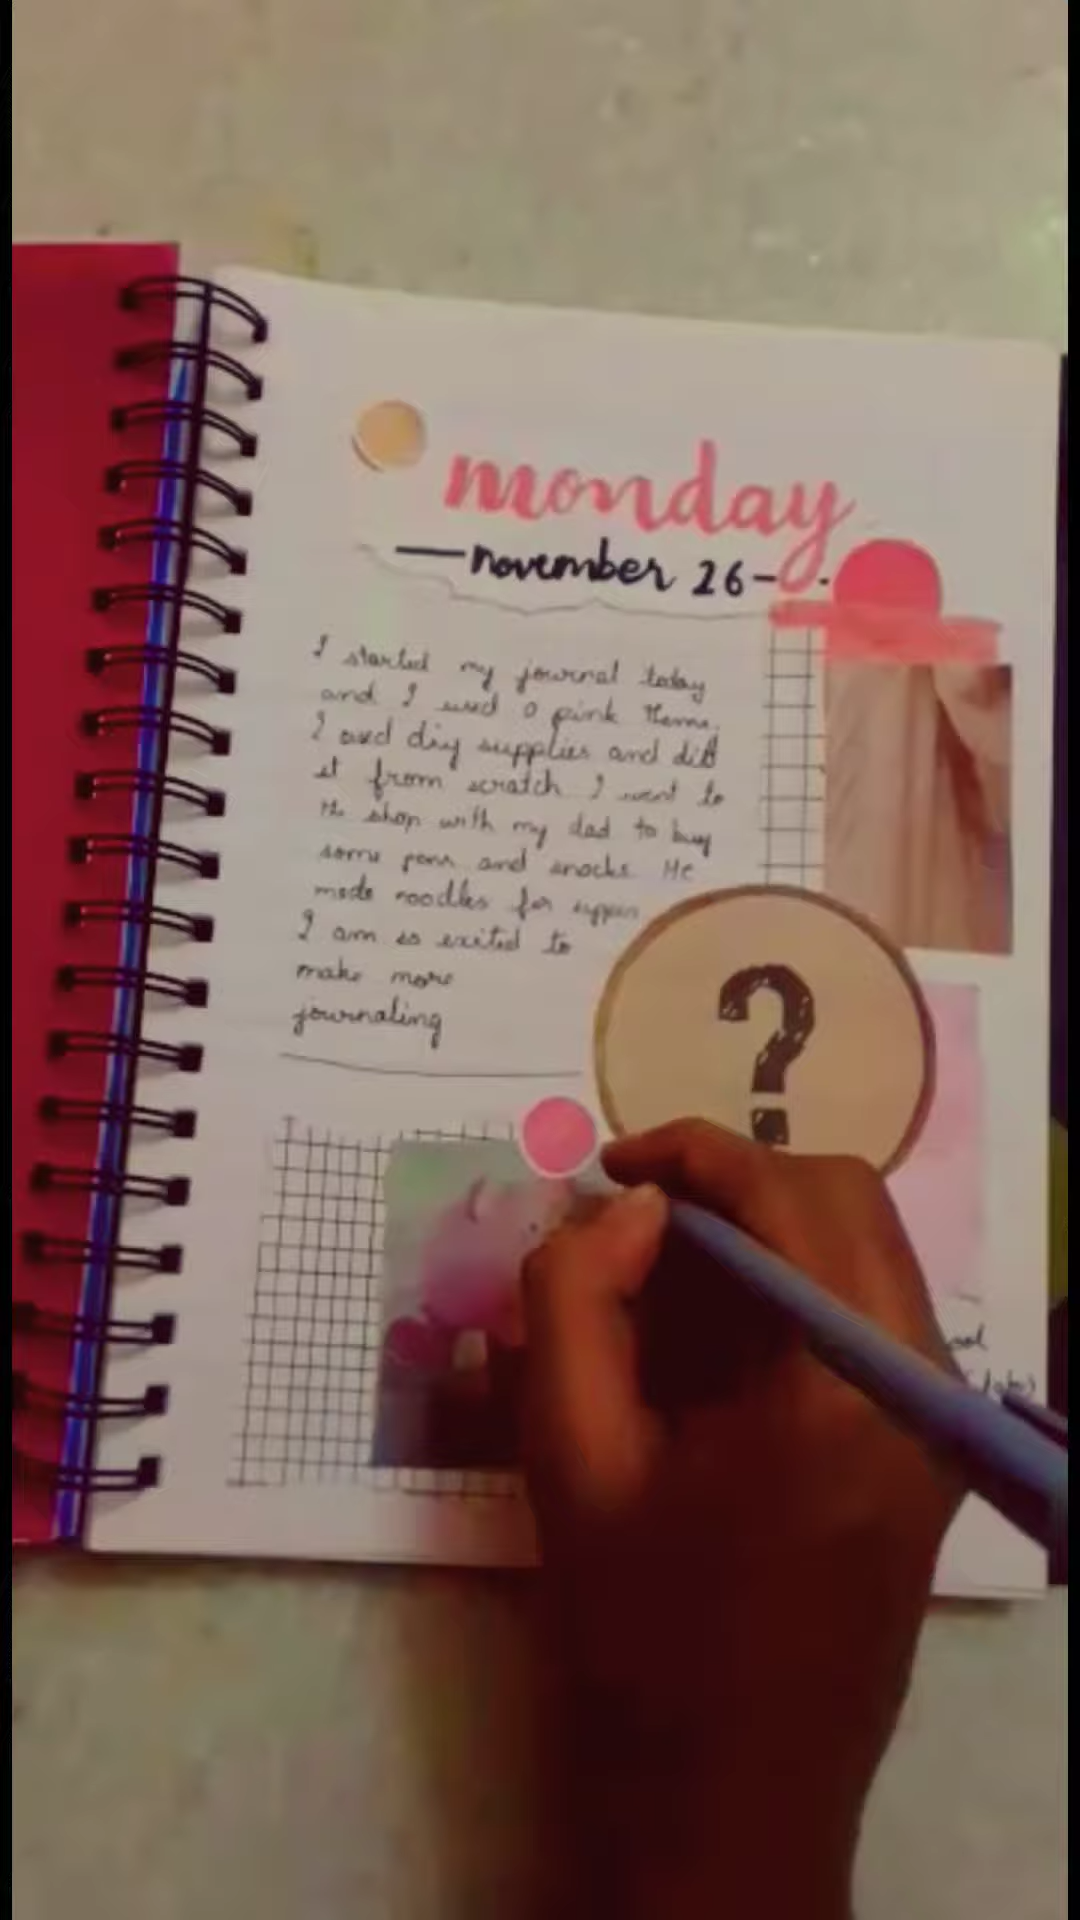 monday
november 26
I started my journal today
and I used a pink theme.
I used diy supplies and did
it from scratch I went to
the shop with my dad to buy
some pens and snacks. He
made noodles for
I am so exited to
make more
journaling
?